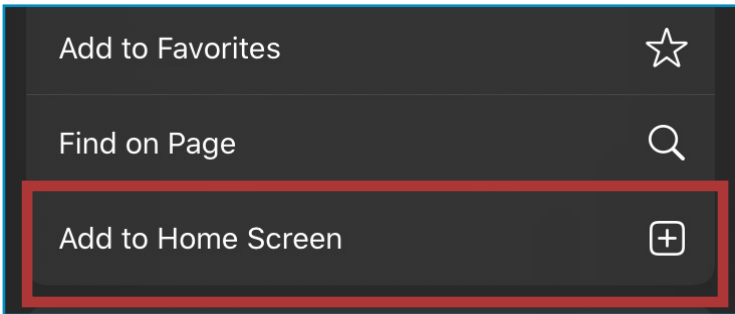 Add to Favorites
Find on Page
Add to Home Screen